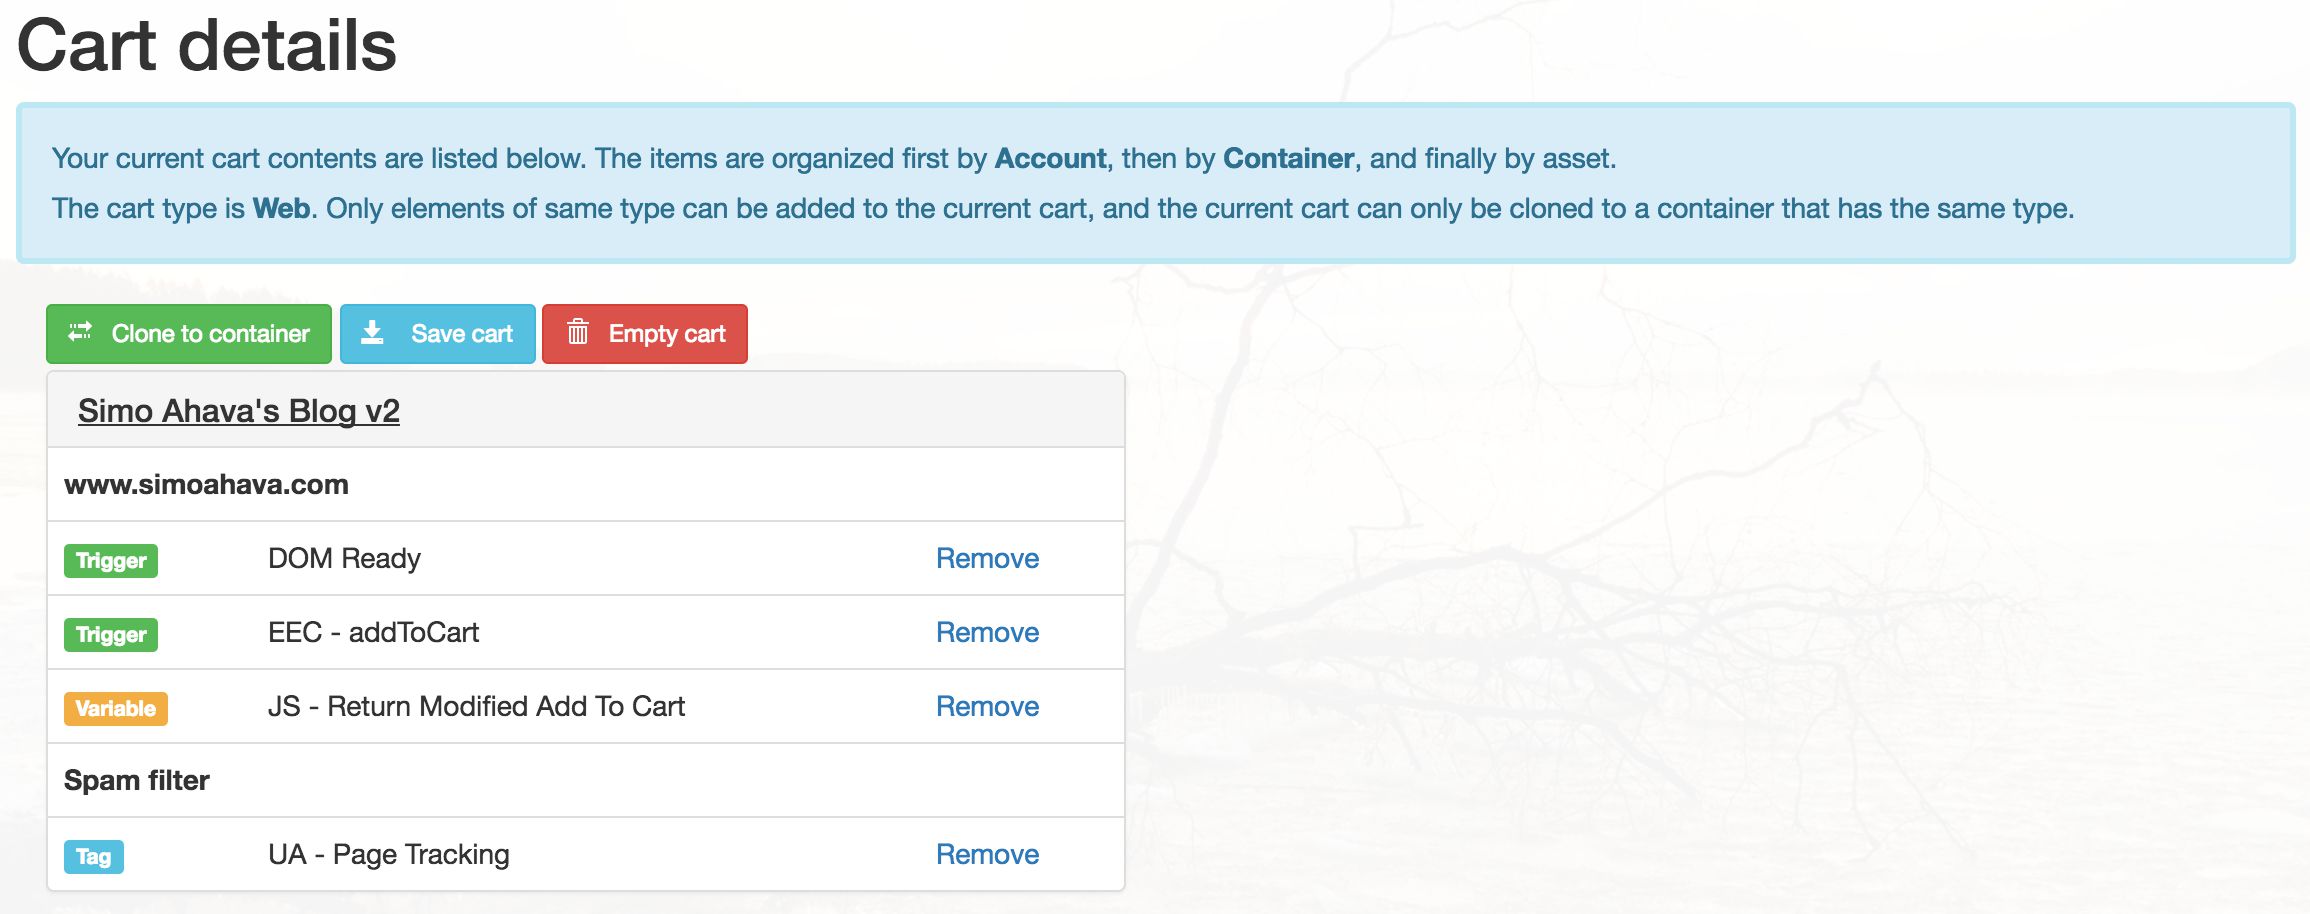 Cart details
Your current cart contents are listed below. The items are organized first by Account, then by Container, and finally by asset.
The cart type is Web. Only elements of same type can be added to the current cart, and the current cart can only be cloned to a container that has the same type.
Clone to container Save cart Empty cart
Simo Ahava's Blog v2
www.simoahava.com
Trigger DOM Ready Remove
Trigger EEC - addToCart Remove
Variable JS - Return Modified Add To Cart Remove
Spam filter
Tag UA - Page Tracking Remove